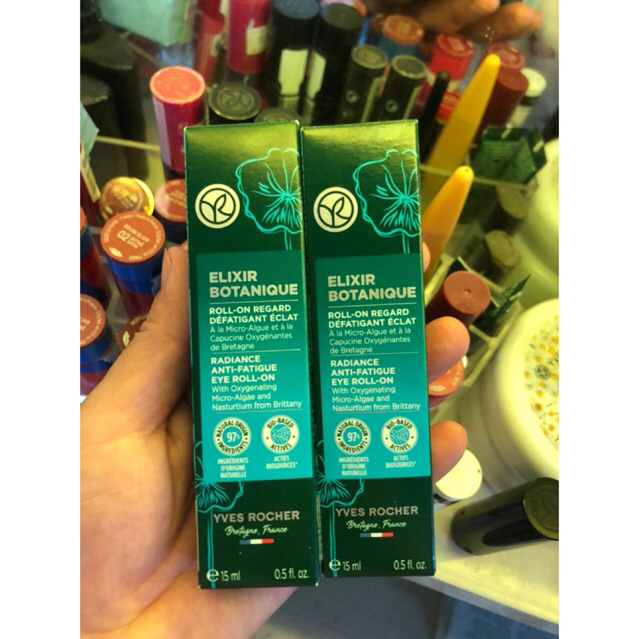 ELIXIR
BOTANIQUE
ROLL-ON REGARD
DÉFATIGANT ÉCLAT
À la Micro-Algue et à la
Capucine Oxygénantes
de Bretagne
RADIANCE
ANTI-FATIGUE
EYE ROLL-ON
With Oxygenating
Micro-Algae and
Nasturtium from Brittany
NATURAL ORIGIN
97%
INGREDIENTS
INGRÉDIENTS
D'ORIGINE
NATURELLE
BIO-BASED
ACTIVES
ACTIFS
BIOSOURCÉS*
YVES ROCHER
Bretagne, France
e 15 ml 0.5 fl. oz.
ELIXIR
BOTANIQUE
ROLL-ON REGARD
DÉFATIGANT ÉCLAT
À la Micro-Algue et à la
Capucine Oxygénantes
de Bretagne
RADIANCE
ANTI-FATIGUE
EYE ROLL-ON
With Oxygenating
Micro-Algae and
Nasturtium from Brittany
NATURAL ORIGIN
97%
INGREDIENTS
INGRÉDIENTS
D'ORIGINE
NATURELLE
BIO-BASED
ACTIVES
ACTIFS
BIOSOURCÉS*
YVES ROCHER
Bretagne, France
e 15 ml 0.5 fl. oz.